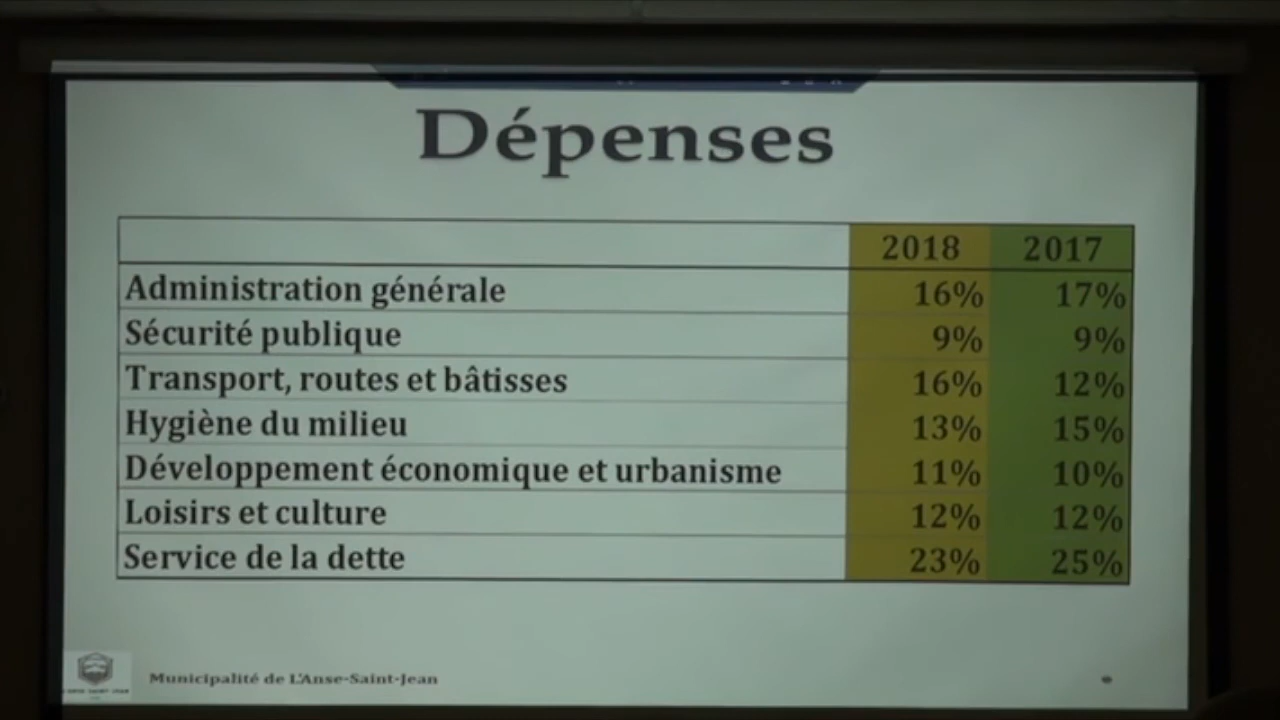 Dépenses
2018 2017
Administration générale 16% 17%
Sécurité publique 9% 9%
Transport, routes et bâtisses 16% 12%
Hygiène du milieu 13% 15%
Développement économique et urbanisme 11% 10%
Loisirs et culture 12% 12%
Service de la dette 23% 25%
Municipalité de L'Anse-Saint-Jean